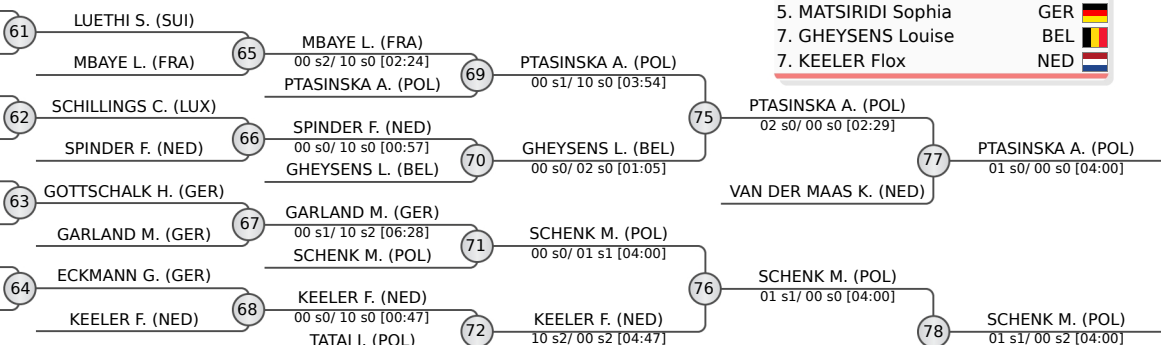 5. MATSIRIDI Sophia GER
7. GHEYSENS Louise BEL
7. KEELER Flox NED
61
LUETHI S. (SUI)
MBAYE L. (FRA)
65
MBAYE L. (FRA)
00 s2/ 10 s0 [02:24]
PTASINSKA A. (POL)
69
PTASINSKA A. (POL)
00 s1/ 10 s0 [03:54]
62
SCHILLINGS C. (LUX)
SPINDER F. (NED)
66
SPINDER F. (NED)
00 s0/ 10 s0 [00:57]
GHEYSENS L. (BEL)
70
GHEYSENS L. (BEL)
00 s0/ 02 s0 [01:05]
75
PTASINSKA A. (POL)
02 s0/ 00 s0 [02:29]
VAN DER MAAS K. (NED)
77
PTASINSKA A. (POL)
01 s0/ 00 s0 [04:00]
63
GOTTSCHALK H. (GER)
GARLAND M. (GER)
67
GARLAND M. (GER)
00 s1/ 10 s2 [06:28]
SCHENK M. (POL)
71
SCHENK M. (POL)
00 s0/ 01 s1 [04:00]
64
ECKMANN G. (GER)
KEELER F. (NED)
68
KEELER F. (NED)
00 s0/ 10 s0 [00:47]
TATALI. (POL)
72
KEELER F. (NED)
10 s2/ 00 s2 [04:47]
76
SCHENK M. (POL)
01 s1/ 00 s0 [04:00]
78
SCHENK M. (POL)
01 s1/ 00 s2 [04:00]